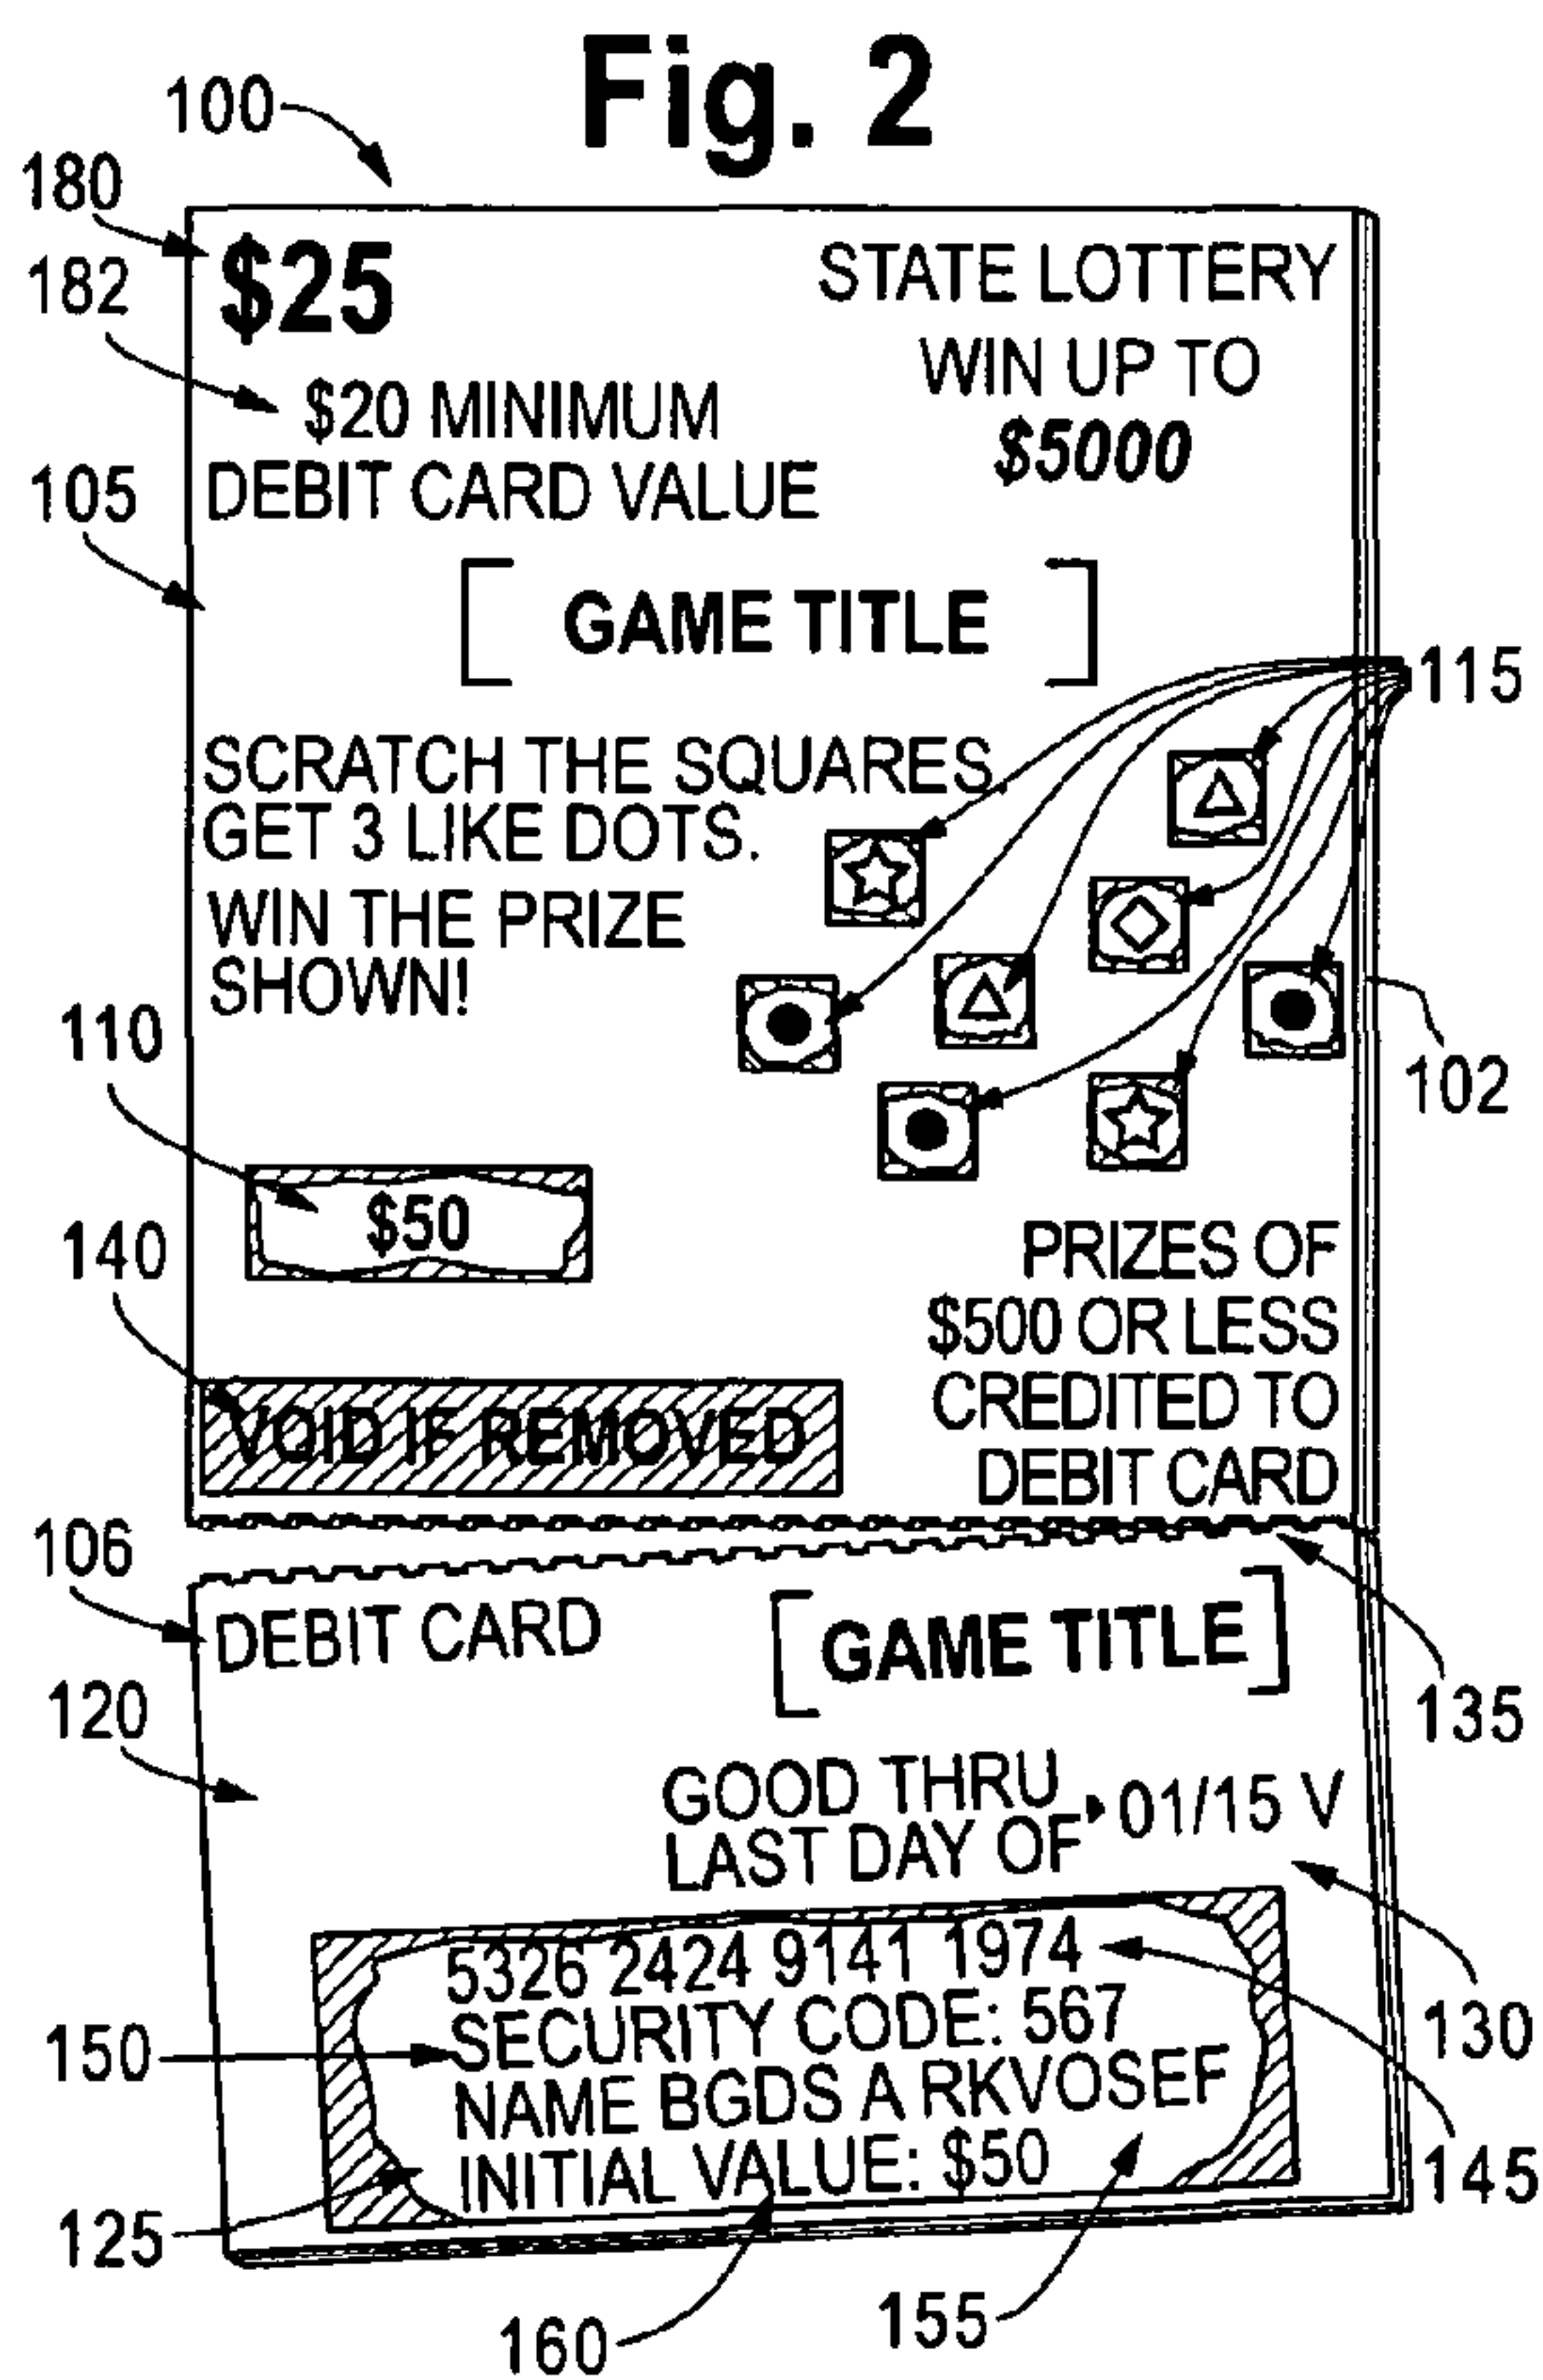 Fig. 2
100
180
$25
STATE LOTTERY
182
WIN UP TO
$20 MINIMUM
$5000
105
DEBIT CARD VALUE
GAME TITLE
115
SCRATCH THE SQUARES
GET 3 LIKE DOTS.
WIN THE PRIZE
SHOWN!
110
102
$50
140
PRIZES OF
$500 OR LESS
CREDITED TO
DEBIT CARD
VOID IF REMOVED
106
DEBIT CARD
GAME TITLE
120
135
GOOD THRU
LAST DAY OF
01/15 V
5326 2424 9141 1974
SECURITY CODE: 567
150
130
NAME BGDS A RKVOSEF
INITIAL VALUE: $50
145
125
160
155